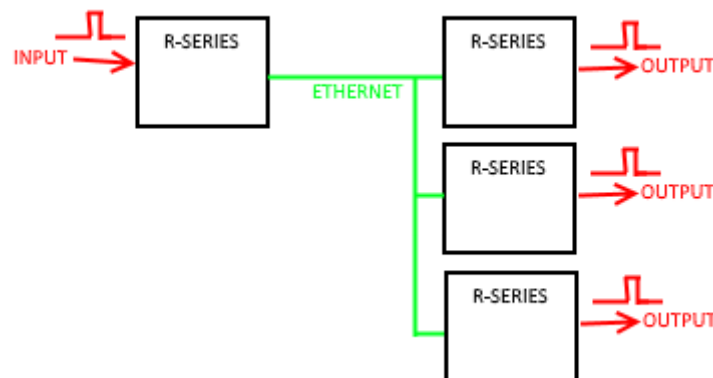 R-SERIES
INPUT
ETHERNET
R-SERIES
OUTPUT
R-SERIES
OUTPUT
R-SERIES
OUTPUT